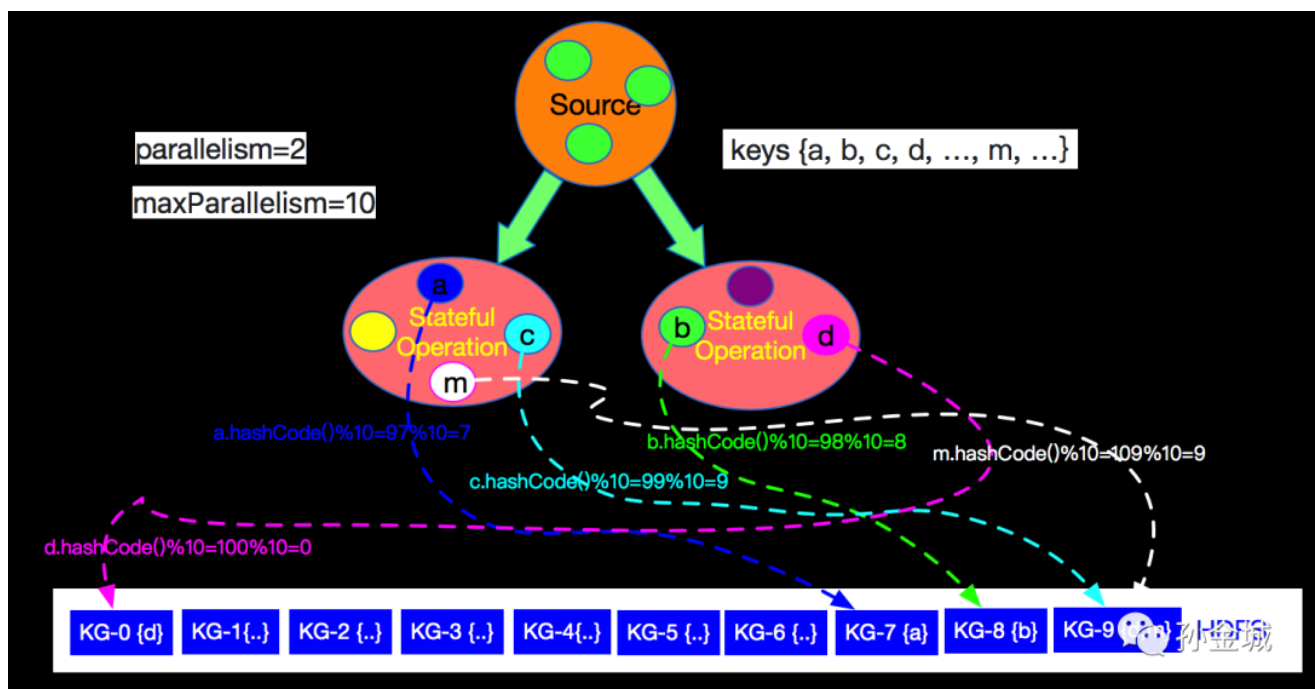 Source
parallelism=2
keys {a, b, c, d, …, m, …}
maxParallelism=10
a
Stateful
Operation
c
m
b
Stateful
Operation
d
a.hashCode()%10=97%10=7
b.hashCode()%10=98%10=8
m.hashCode()%10=109%10=9
c.hashCode()%10=99%10=9
d.hashCode()%10=100%10=0
KG-0 {d}
KG-1{..}
KG-2 {..}
KG-3 {..}
KG-4{..}
KG-5 {..}
KG-6 {..}
KG-7 {a}
KG-8 {b}
KG-9
HDFS
孙金城